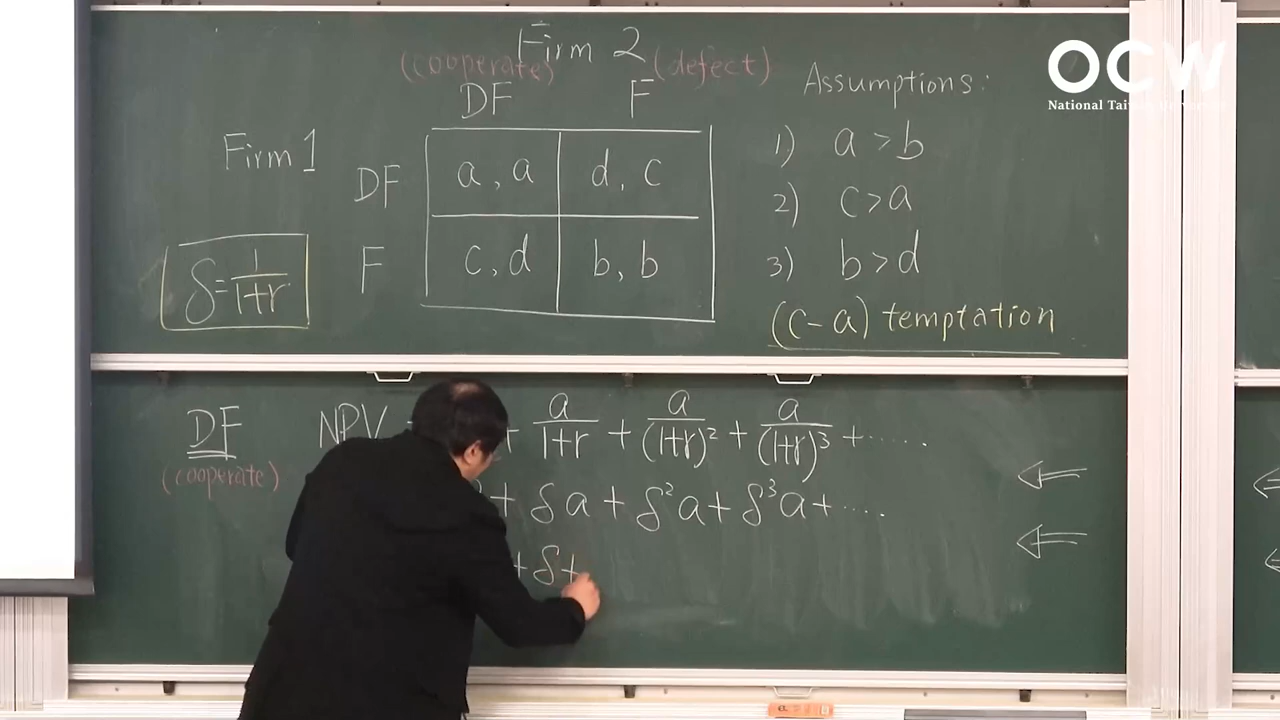 OCW
National Taiwan University
Firm 2
(cooperate) (defect)
DF F
Firm 1
DF a, a d, c
F c, d b, b
δ = 1/(1+r)
Assumptions:
1) a > b
2) c > a
3) b > d
(c - a) temptation
DF NPV + a/(1+r) + a/(1+r)² + a/(1+r)³ + ......
(cooperate)
+ δa + δ²a + δ³a + ....
+ δ +